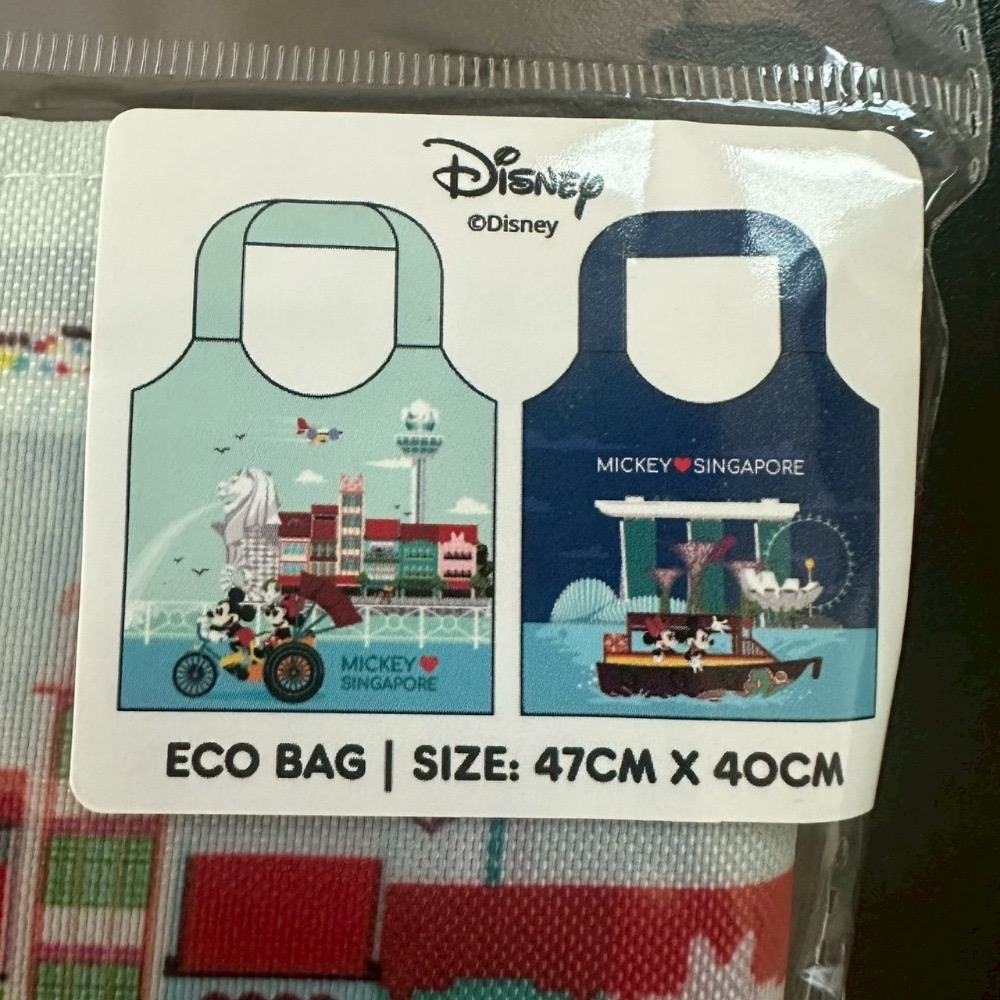 Disney
©Disney
MICKEY❤SINGAPORE
MICKEY❤
SINGAPORE
ECO BAG | SIZE: 47CM X 40CM